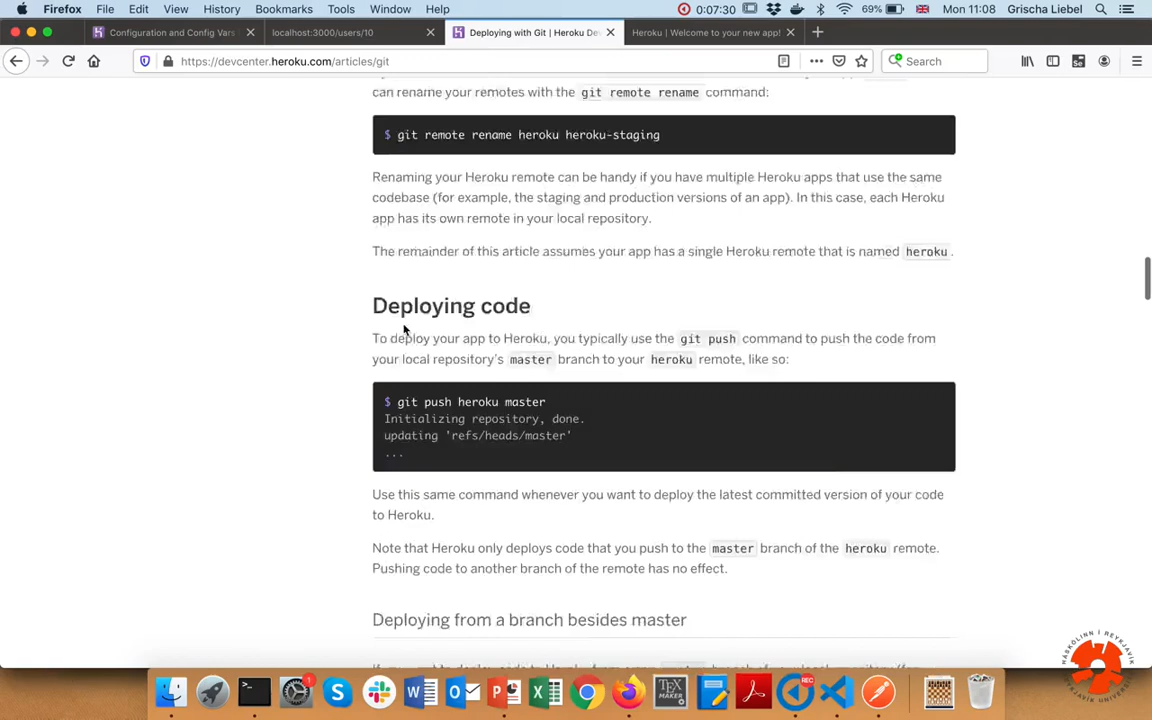 Firefox File Edit View History Bookmarks Tools Window Help 0:07:30 69% Mon 11:08 Grischa Liebel
Configuration and Config Vars localhost:3000/users/10 Deploying with Git | Heroku Dev Heroku | Welcome to your new app!
https://devcenter.heroku.com/articles/git Search
can rename your remotes with the git remote rename command:
$ git remote rename heroku heroku-staging
Renaming your Heroku remote can be handy if you have multiple Heroku apps that use the same
codebase (for example, the staging and production versions of an app). In this case, each Heroku
app has its own remote in your local repository.
The remainder of this article assumes your app has a single Heroku remote that is named heroku.
Deploying code
To deploy your app to Heroku, you typically use the git push command to push the code from
your local repository's master branch to your heroku remote, like so:
$ git push heroku master
Initializing repository, done.
updating 'refs/heads/master'
...
Use this same command whenever you want to deploy the latest committed version of your code
to Heroku.
Note that Heroku only deploys code that you push to the master branch of the heroku remote.
Pushing code to another branch of the remote has no effect.
Deploying from a branch besides master